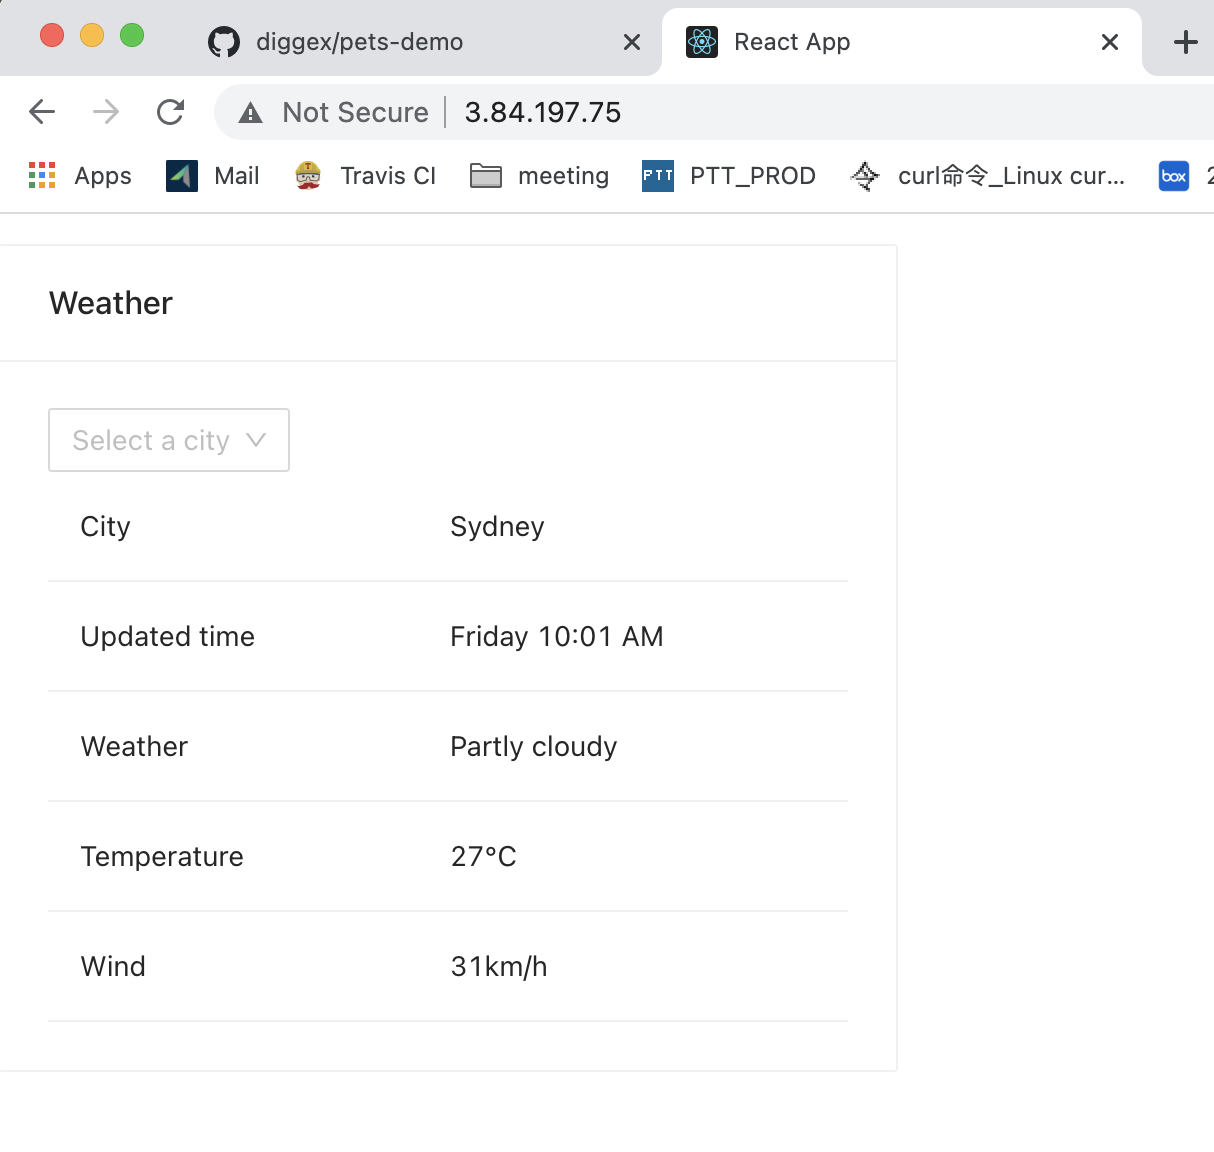 diggex/pets-demo
React App
Not Secure
3.84.197.75
Apps
Mail
Travis CI
meeting
PTT
PTT_PROD
curl命令_Linux cur...
box
2
Weather
Select a city
City Sydney
Updated time Friday 10:01 AM
Weather Partly cloudy
Temperature 27°C
Wind 31km/h